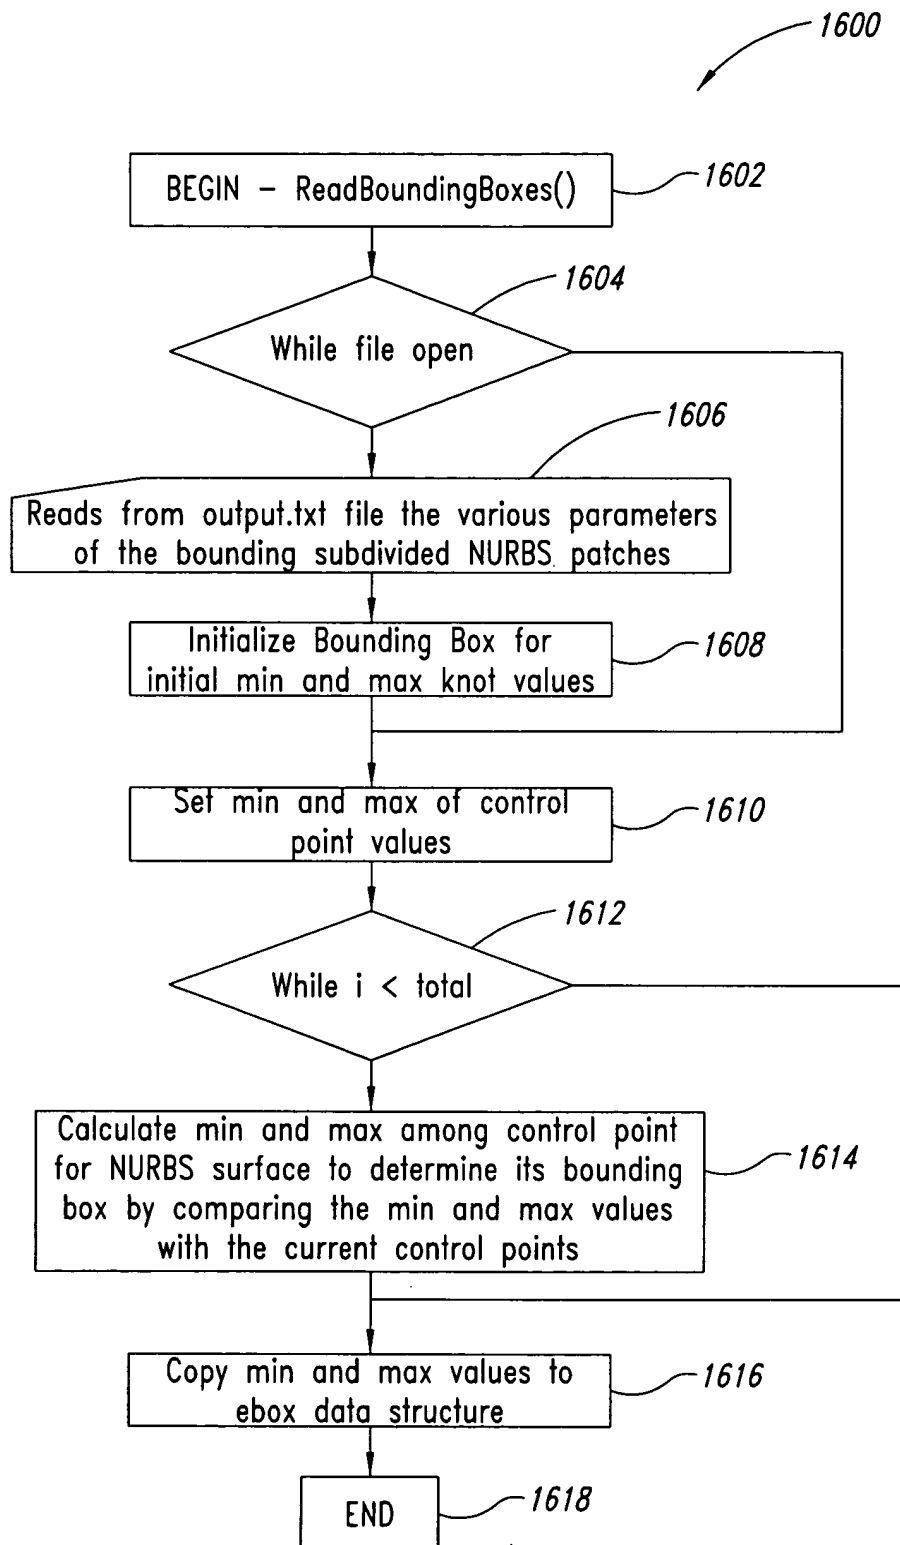 1600
BEGIN - ReadBoundingBoxes()
1602
1604
While file open
1606
Reads from output.txt file the various parameters
of the bounding subdivided NURBS patches
Initialize Bounding Box for
initial min and max knot values
1608
Set min and max of control
point values
1610
1612
While i < total
Calculate min and max among control point
for NURBS surface to determine its bounding
box by comparing the min and max values
with the current control points
1614
Copy min and max values to
ebox data structure
1616
END
1618